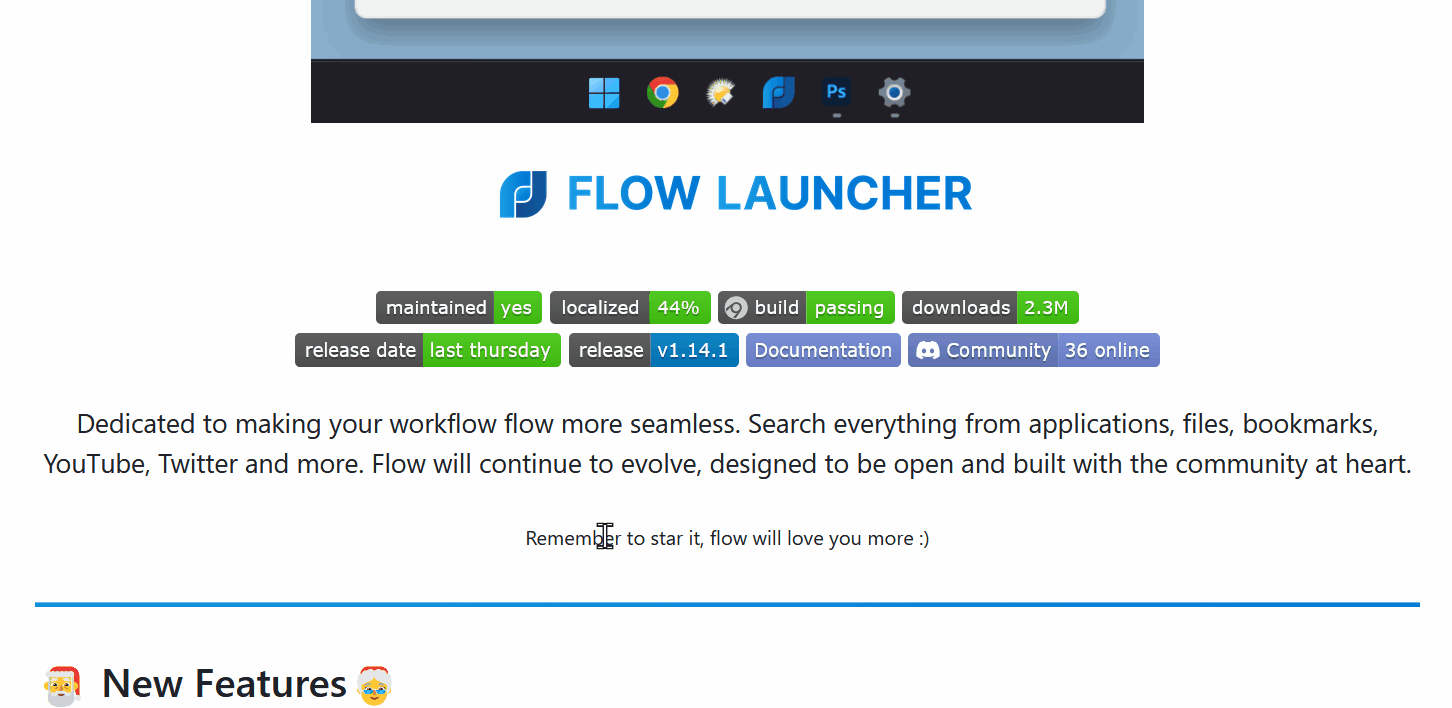 Ps
FLOW LAUNCHER
maintained yes localized 44% build passing downloads 2.3M
release date last thursday release v1.14.1 Documentation Community 36 online
Dedicated to making your workflow flow more seamless. Search everything from applications, files, bookmarks,
YouTube, Twitter and more. Flow will continue to evolve, designed to be open and built with the community at heart.
Remember to star it, flow will love you more :)
New Features